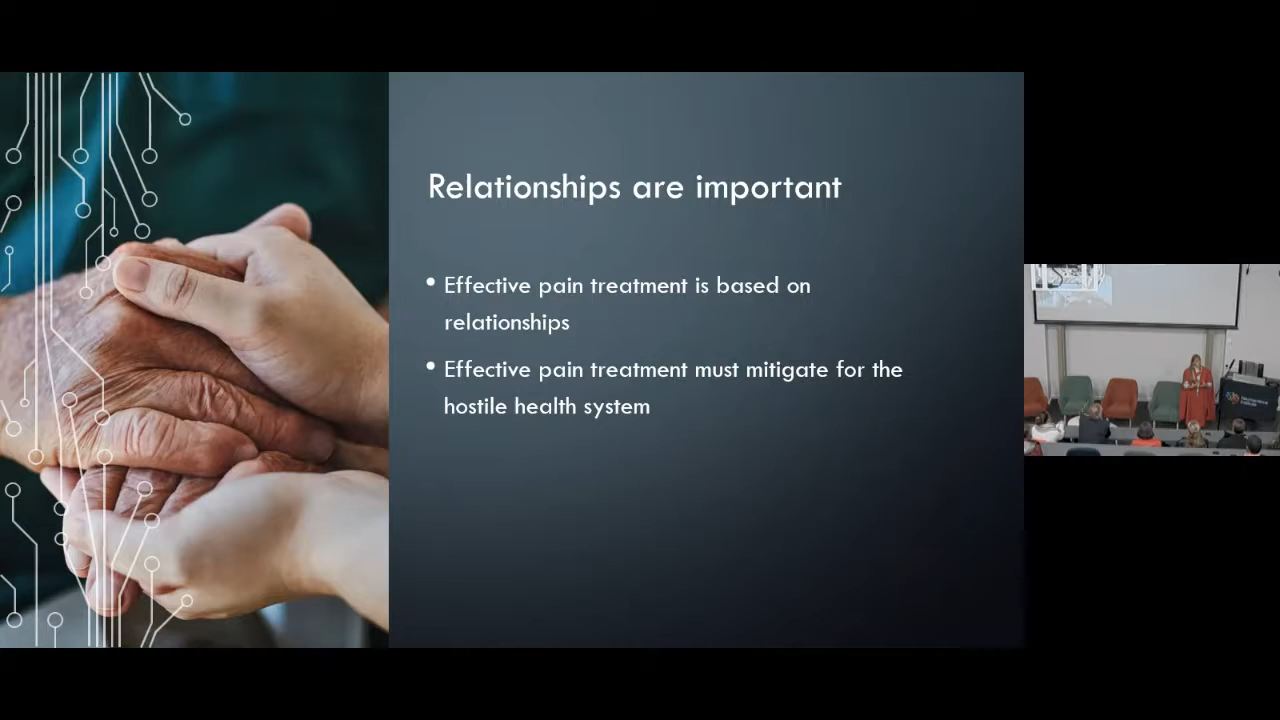 Relationships are important
• Effective pain treatment is based on
relationships
• Effective pain treatment must mitigate for the
hostile health system